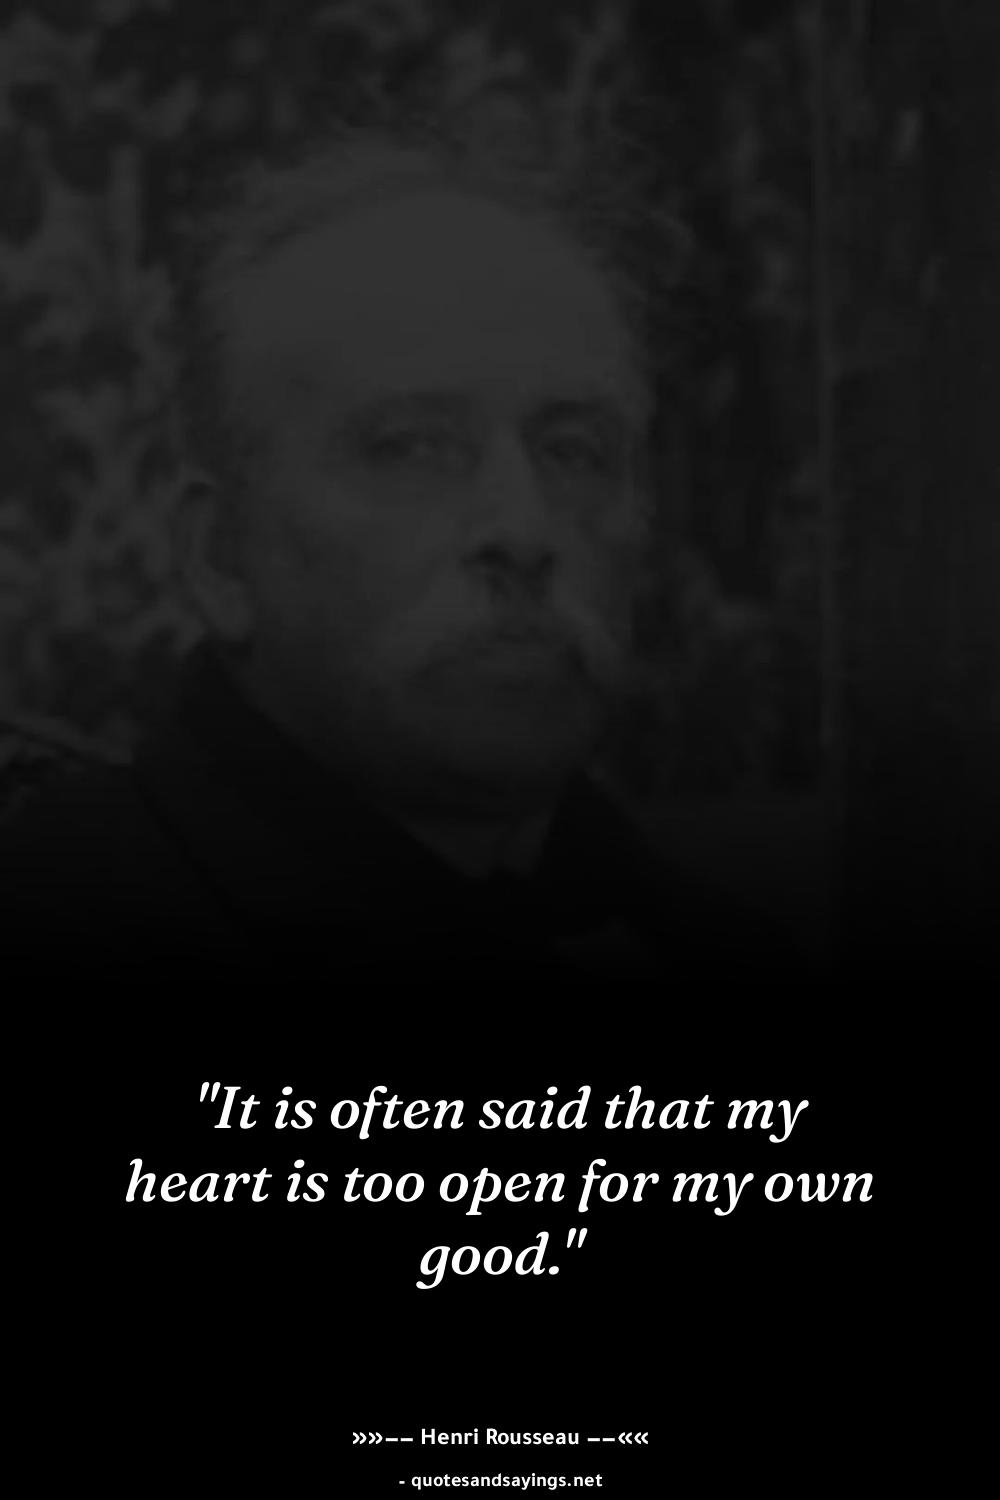 "It is often said that my
heart is too open for my own
good."
»»–– Henri Rousseau ––««
- quotesandsayings.net